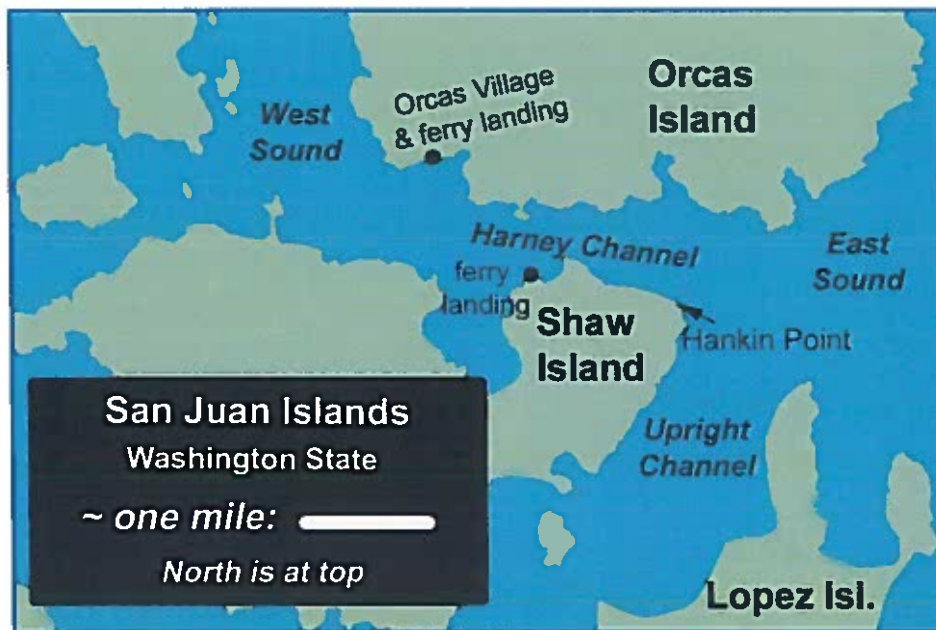 Orcas Village
& ferry landing
Orcas
Island
West
Sound
Harney Channel
East
Sound
ferry
landing
Shaw
Island
Hankin Point
Upright
Channel
San Juan Islands
Washington State
~ one mile:
North is at top
Lopez Isl.